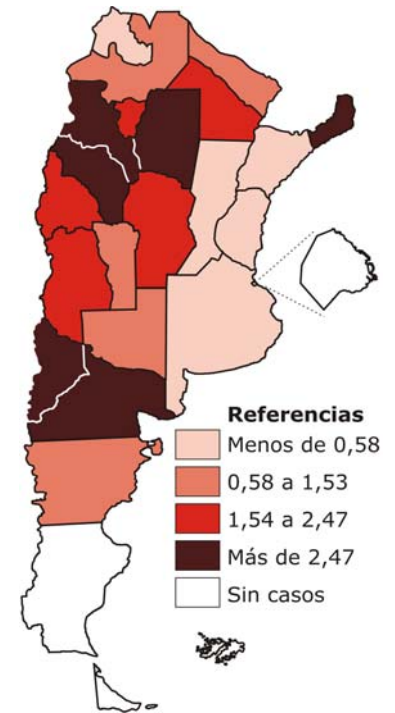 Referencias
Menos de 0,58
0,58 a 1,53
1,54 a 2,47
Más de 2,47
Sin casos